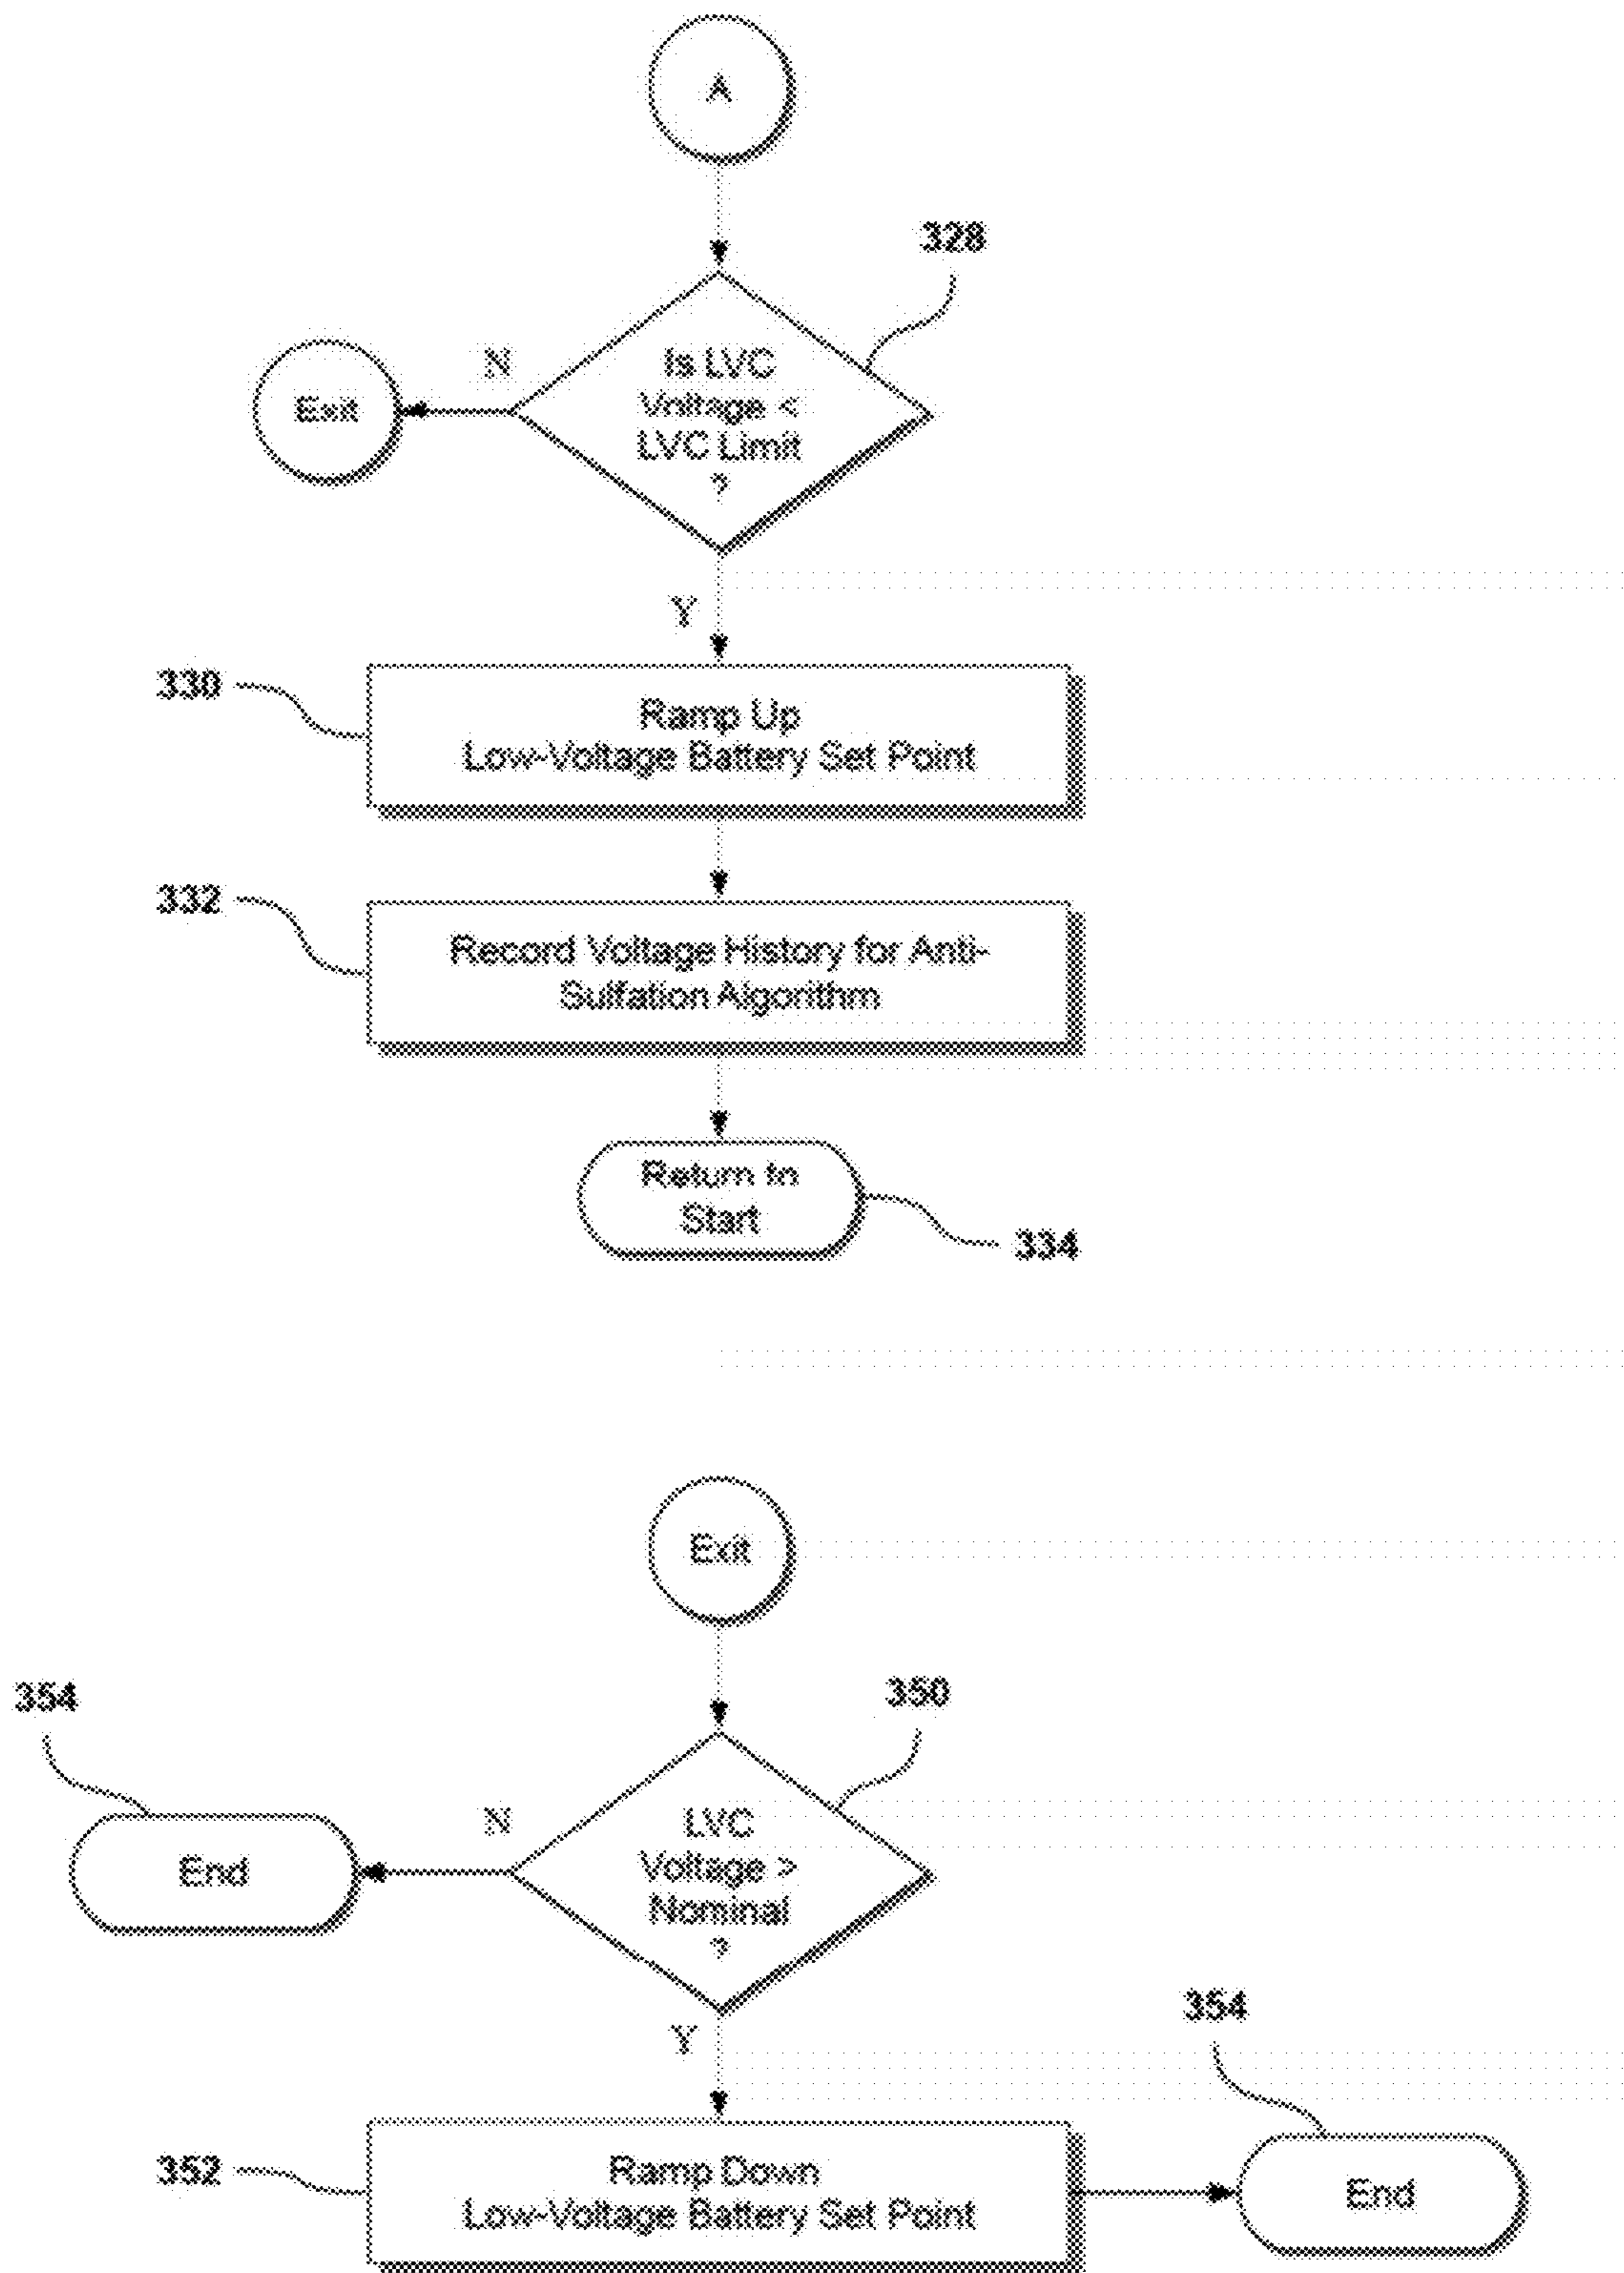 A
328
Exit
N
Is LVC
Voltage <
LVC Limit
?
Y
330
Ramp Up
Low-Voltage Battery Set Point
332
Record Voltage History for Anti-
Sulfation Algorithm
Return to
Start
334
Exit
354
350
End
N
LVC
Voltage >
Nominal
?
Y
354
352
Ramp Down
Low-Voltage Battery Set Point
End